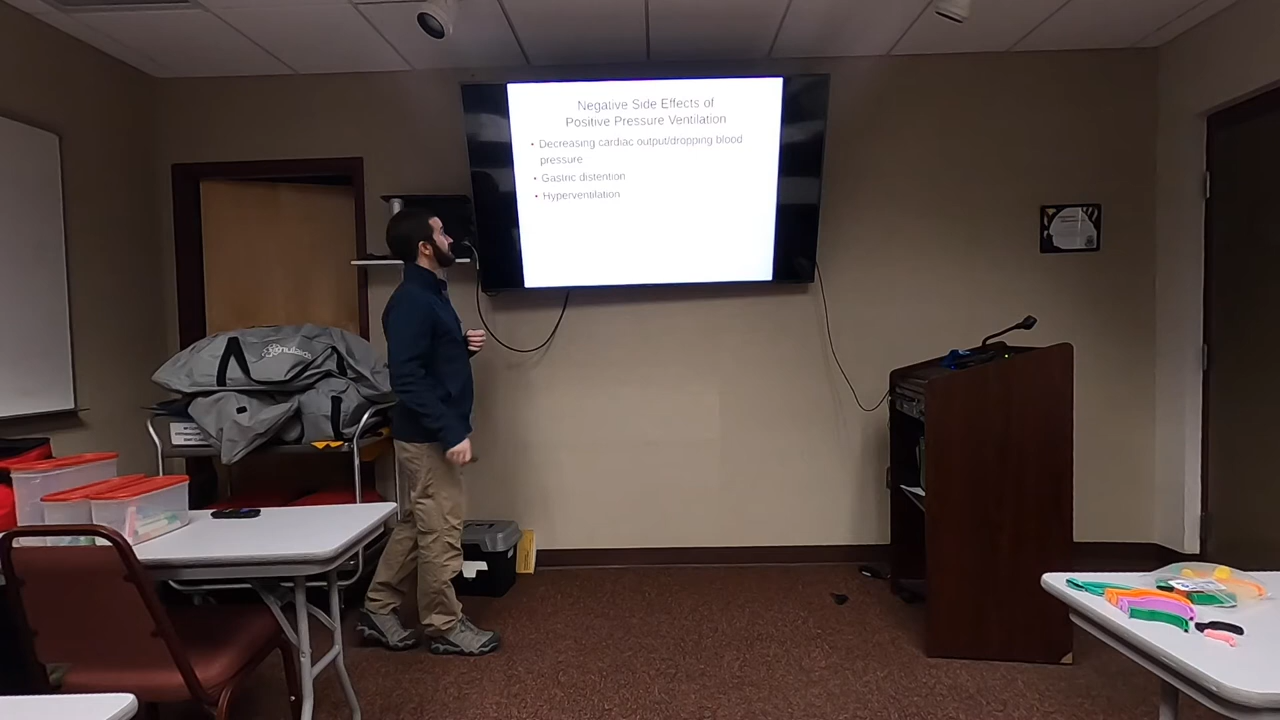 Negative Side Effects of
Positive Pressure Ventilation
• Decreasing cardiac output/dropping blood
pressure
• Gastric distention
• Hyperventilation